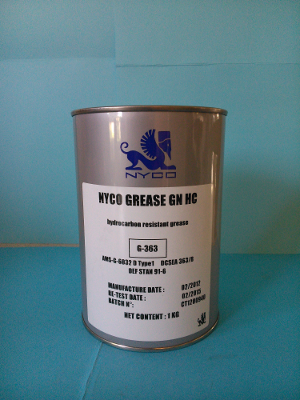 NYCO
NYCO GREASE GN HC
hydrocarbon resistant grease
G-363
AMS-G-6032 D Type1 DCSEA 363/B
DEF STAN 91-6
MANUFACTURE DATE : 02/2012
RE-TEST DATE : 02/2015
BATCH N°:
NET CONTENT : 1 KG